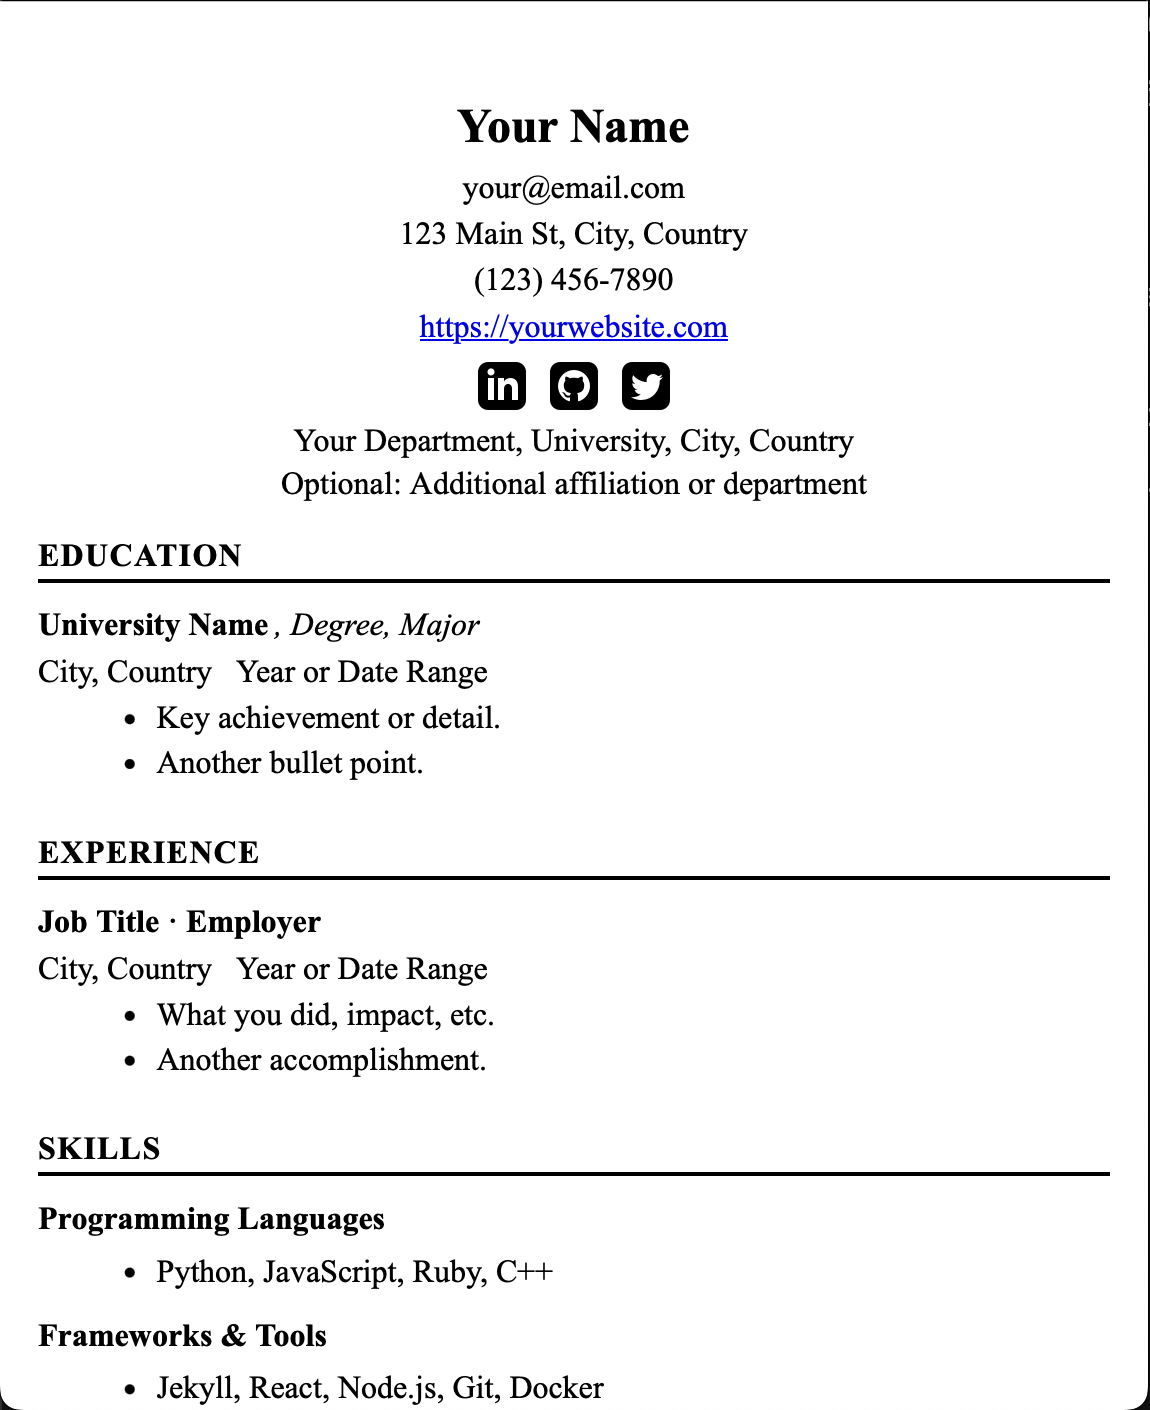 Your Name
your@email.com
123 Main St, City, Country
(123) 456-7890
https://yourwebsite.com
in
Your Department, University, City, Country
Optional: Additional affiliation or department
EDUCATION
University Name , Degree, Major
City, Country Year or Date Range
• Key achievement or detail.
• Another bullet point.
EXPERIENCE
Job Title · Employer
City, Country Year or Date Range
• What you did, impact, etc.
• Another accomplishment.
SKILLS
Programming Languages
• Python, JavaScript, Ruby, C++
Frameworks & Tools
• Jekyll, React, Node.js, Git, Docker